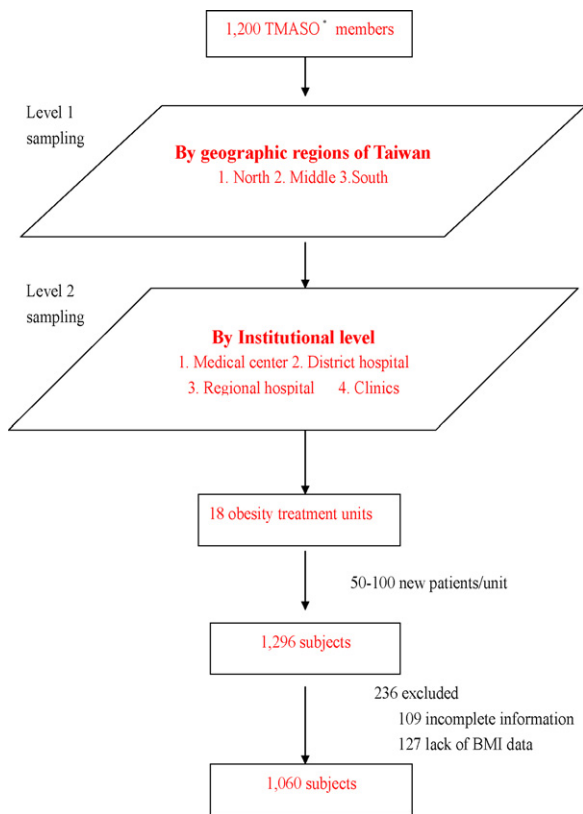 1,200 TMASO* members
Level 1
sampling
By geographic regions of Taiwan
1. North 2. Middle 3.South
Level 2
sampling
By Institutional level
1. Medical center 2. District hospital
3. Regional hospital 4. Clinics
18 obesity treatment units
50-100 new patients/unit
1,296 subjects
236 excluded
109 incomplete information
127 lack of BMI data
1,060 subjects